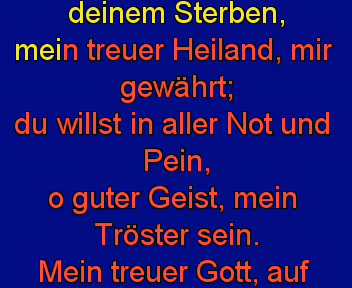 deinem Sterben,
mein treuer Heiland, mir
gewährt;
du willst in aller Not und
Pein,
o guter Geist, mein
Tröster sein.
Mein treuer Gott, auf